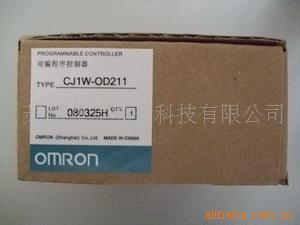 PROGRAMMABLE CONTROLLER
可编程序控制器
TYPE CJ1W-OD211
LOT No 080325H QTY. 1
OMRON (Shanghai) Co.,Ltd. MADE IN CHINA
OMRON
科技有限公司
alibaba.com.cn